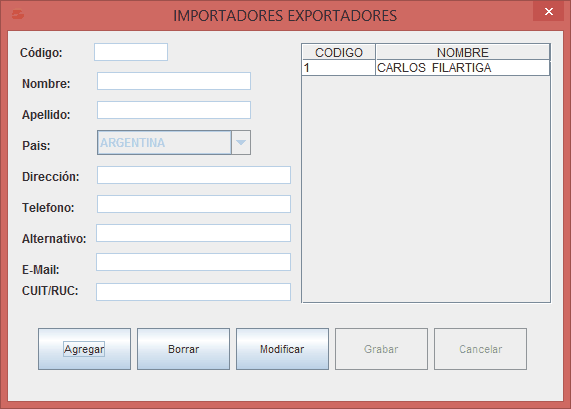 IMPORTADORES EXPORTADORES
Código:
Nombre:
Apellido:
Pais:
ARGENTINA
Dirección:
Telefono:
Alternativo:
E-Mail:
CUIT/RUC:
CODIGO NOMBRE
1 CARLOS FILARTIGA
Agregar Borrar Modificar Grabar Cancelar